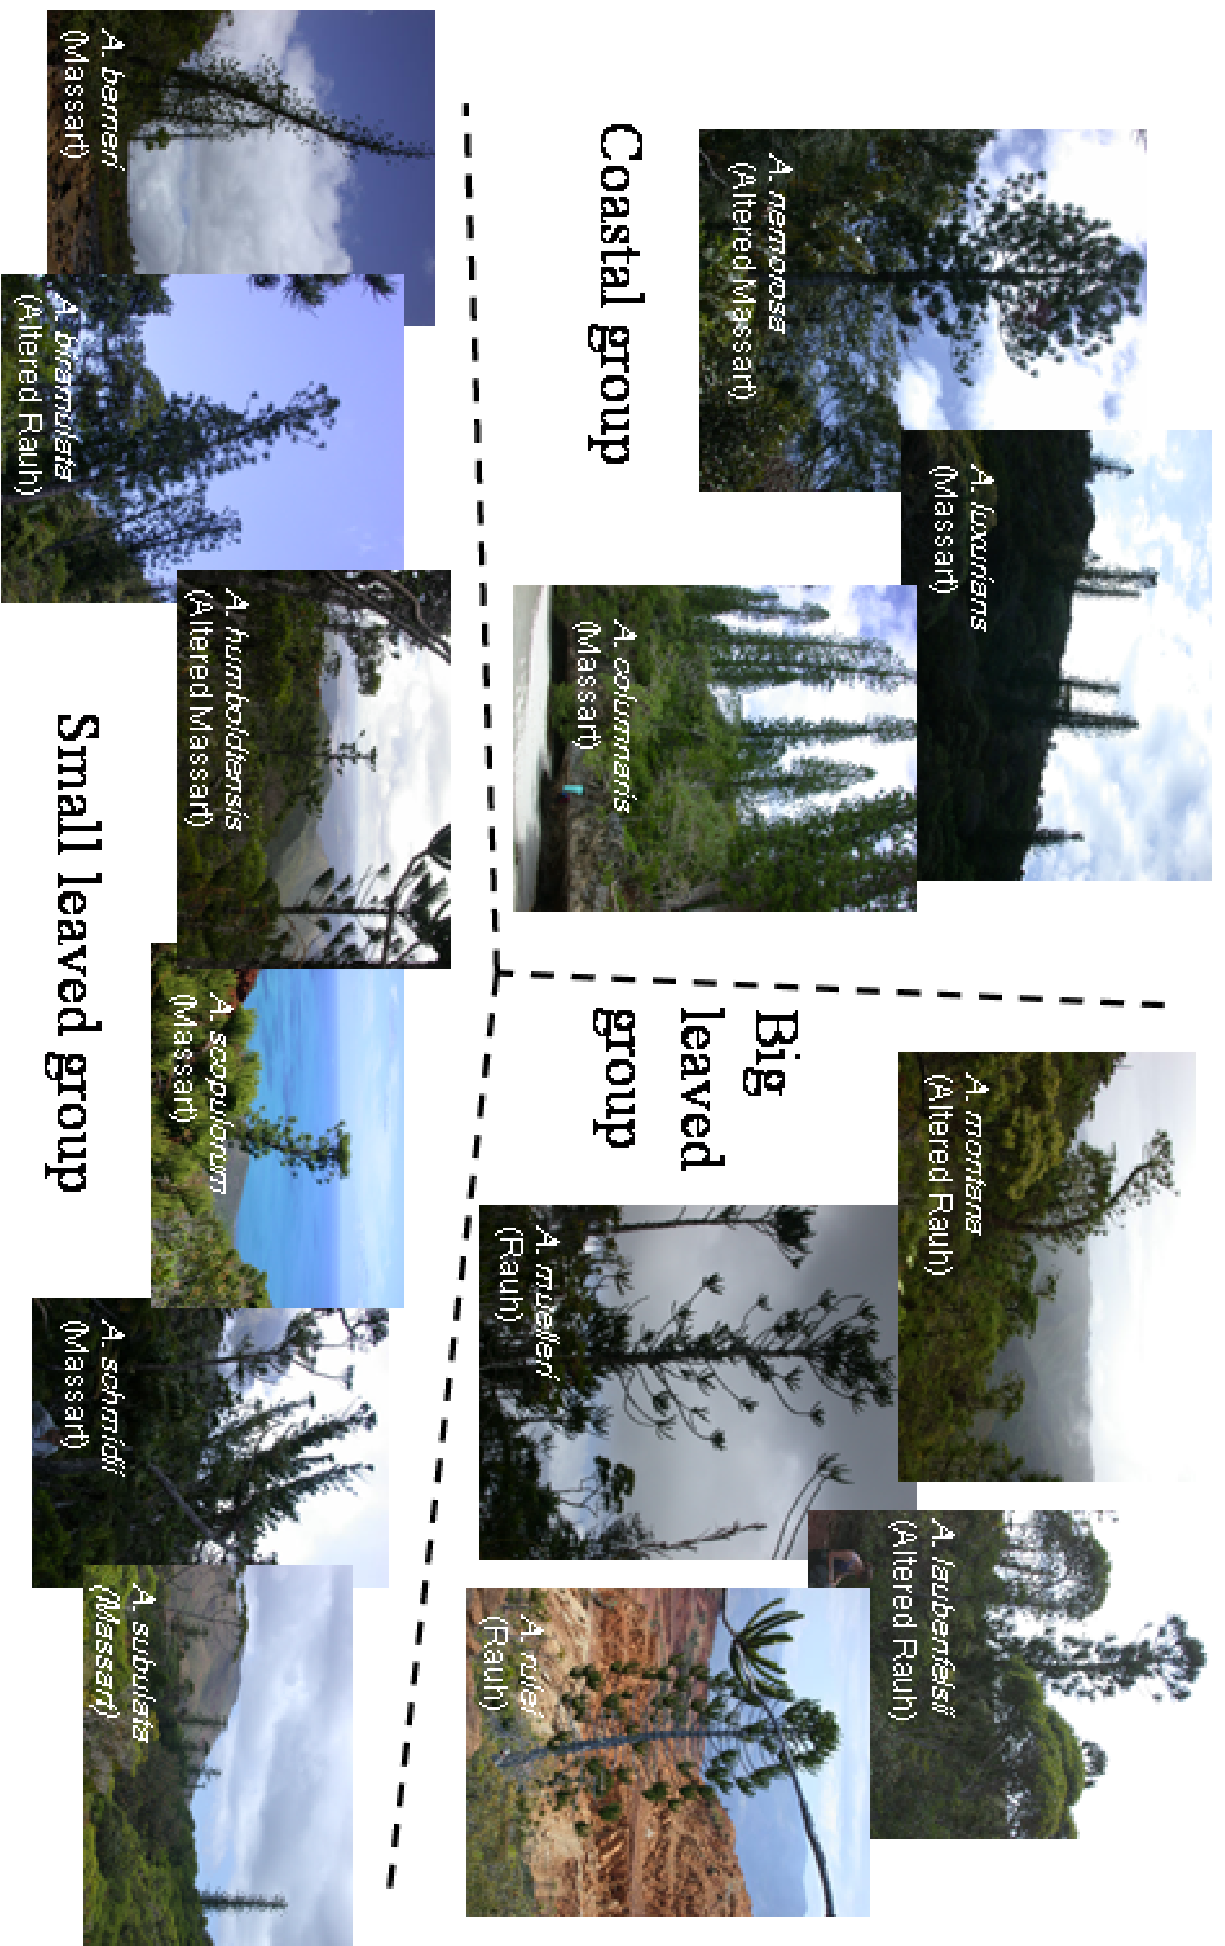 A. nemorosa
(Altered Massart)
A. luxurians
(Massart)
A. columnaris
(Massart)
Coastal group
A. montana
(Altered Rauh)
A. laubenfelsii
(Altered Rauh)
A. muelleri
(Rauh)
A. rulei
(Rauh)
Big
leaved
group
A. berneri
(Massart)
A. biramulata
(Altered Rauh)
A. humboldtensis
(Altered Massart)
A. scopulorum
(Massart)
A. schmidii
(Massart)
A. subulata
(Massart)
Small leaved group